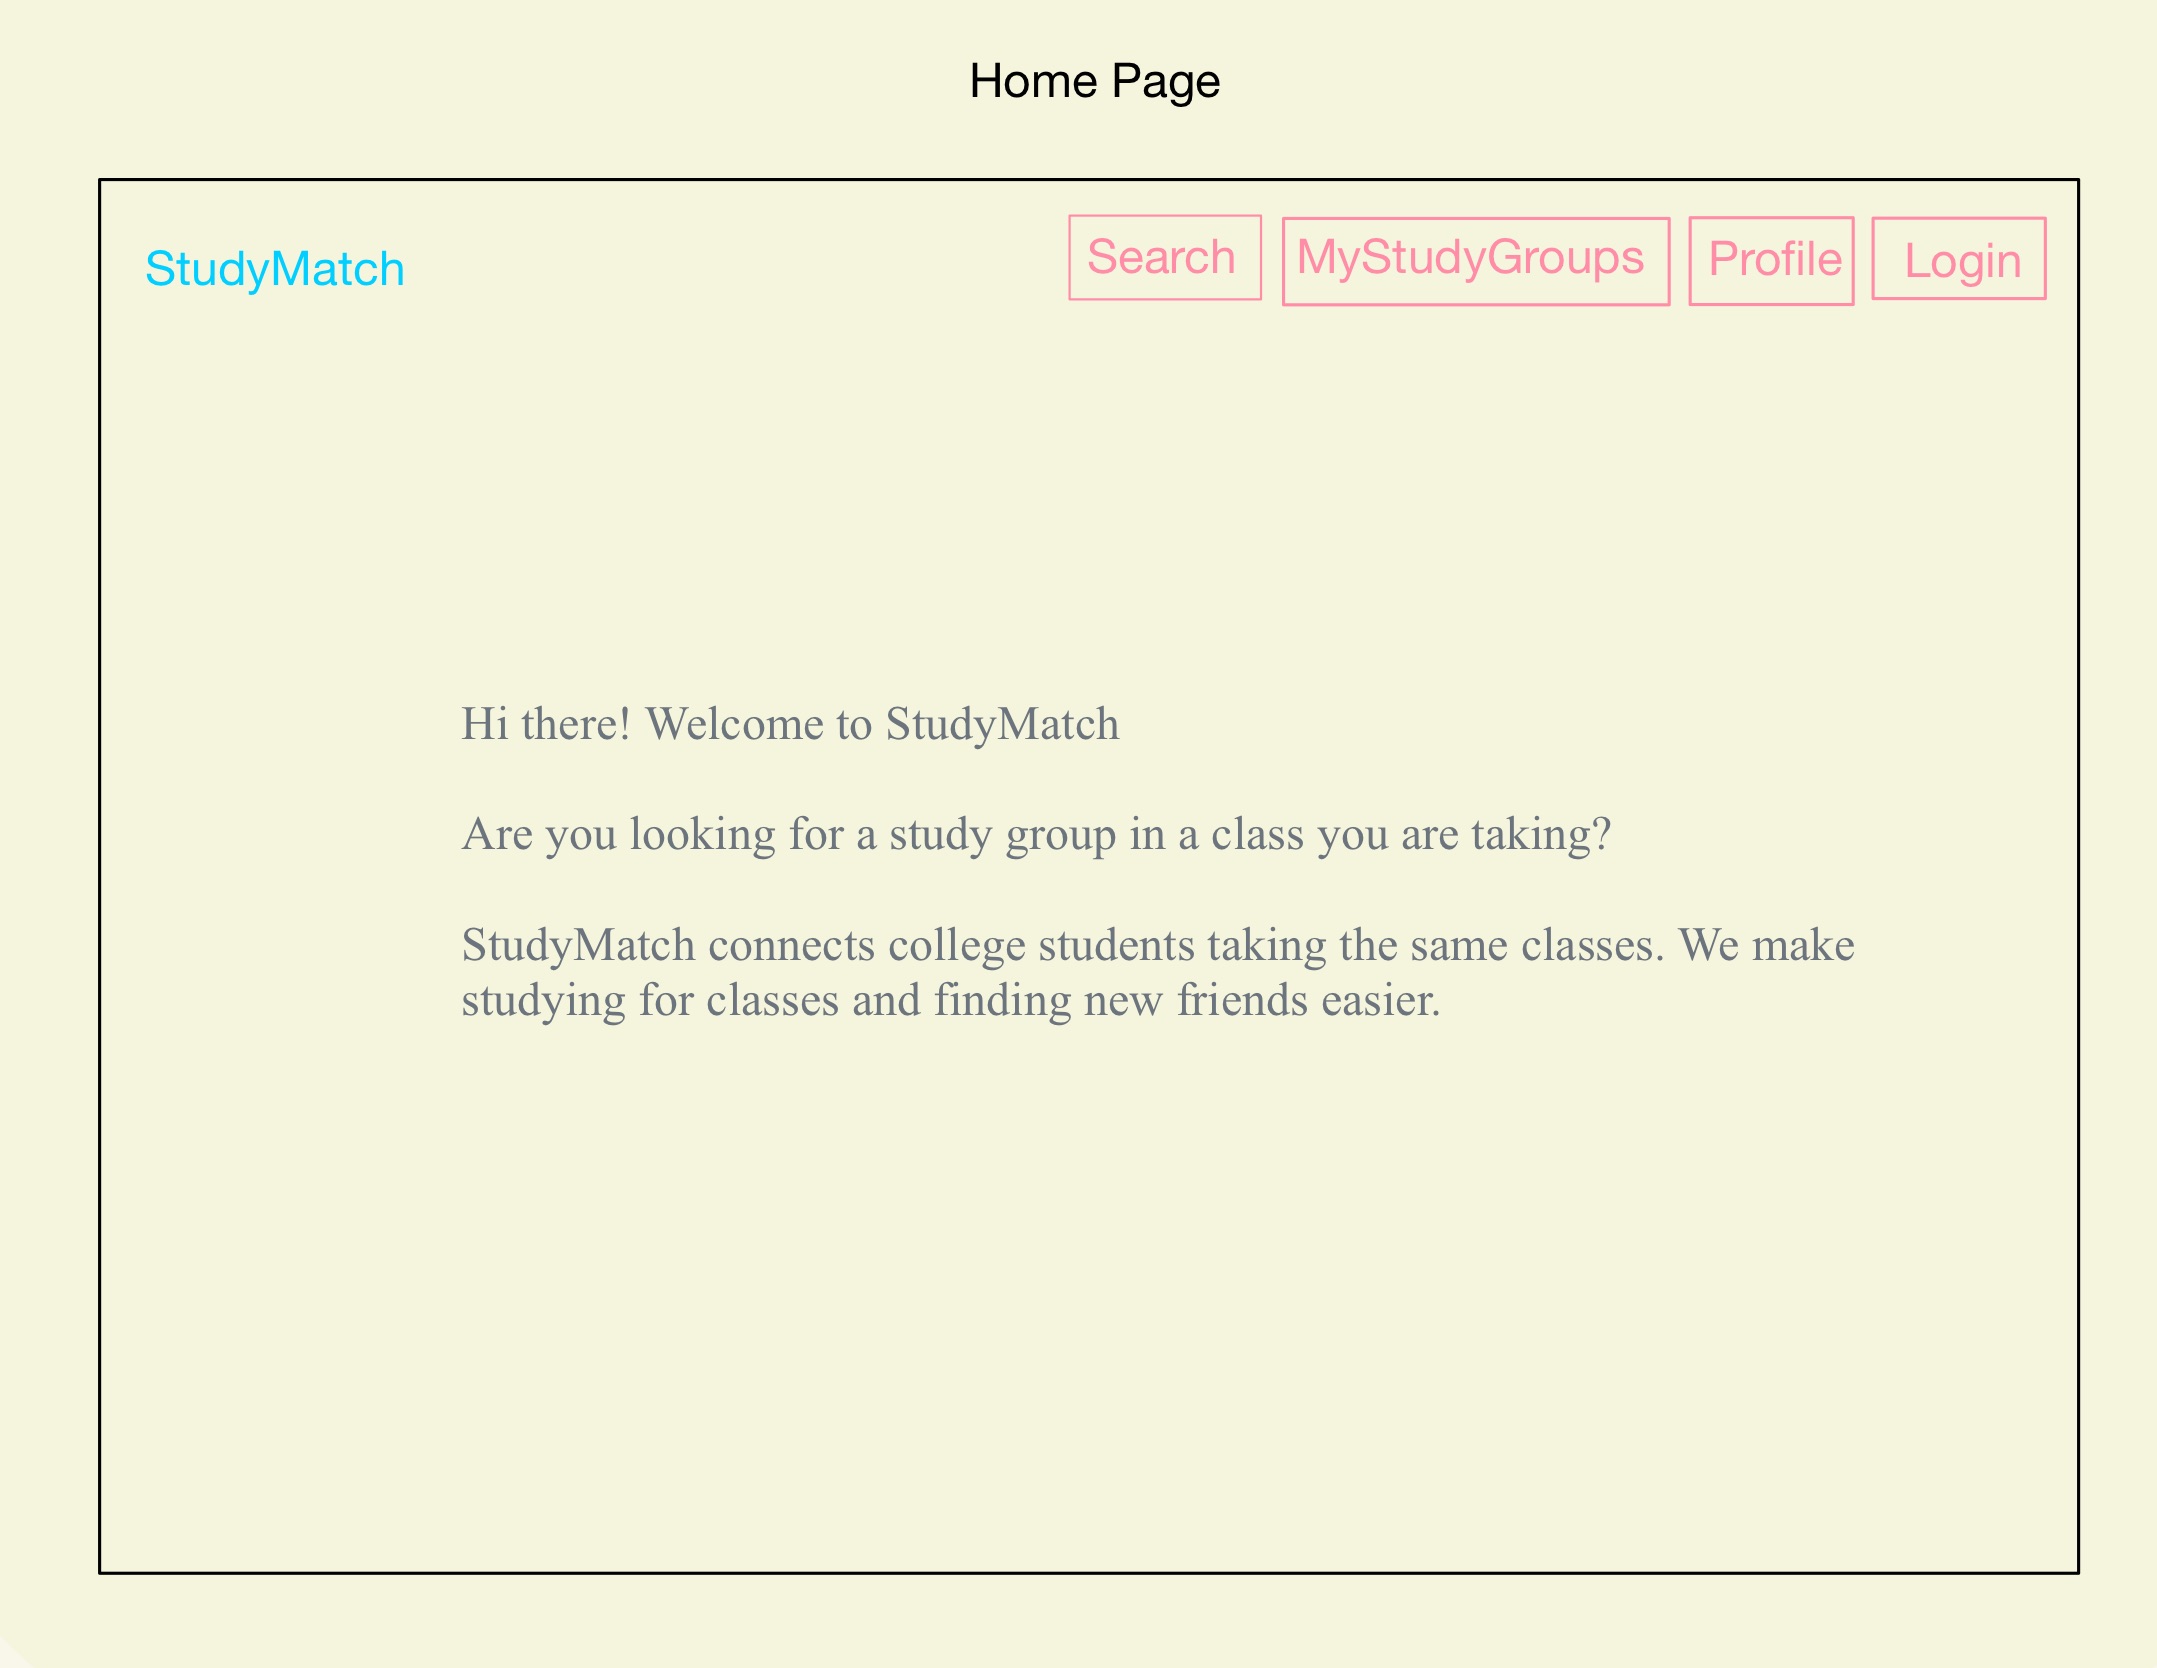 Home Page
StudyMatch
Search
MyStudyGroups
Profile
Login
Hi there! Welcome to StudyMatch
Are you looking for a study group in a class you are taking?
StudyMatch connects college students taking the same classes. We make
studying for classes and finding new friends easier.